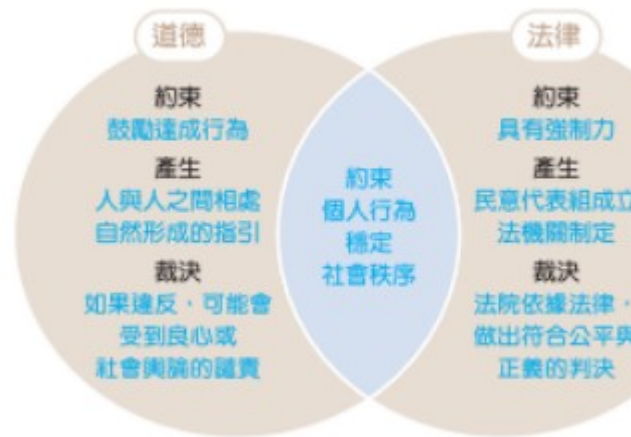 道德
約束
鼓勵達成行為
產生
人與人之間相處
自然形成的指引
裁決
如果違反，可能會
受到良心或
社會輿論的譴責
約束
個人行為
穩定
社會秩序
法律
約束
具有強制力
產生
民意代表組成立
法機關制定
裁決
法院依據法律，
做出符合公平與
正義的判決